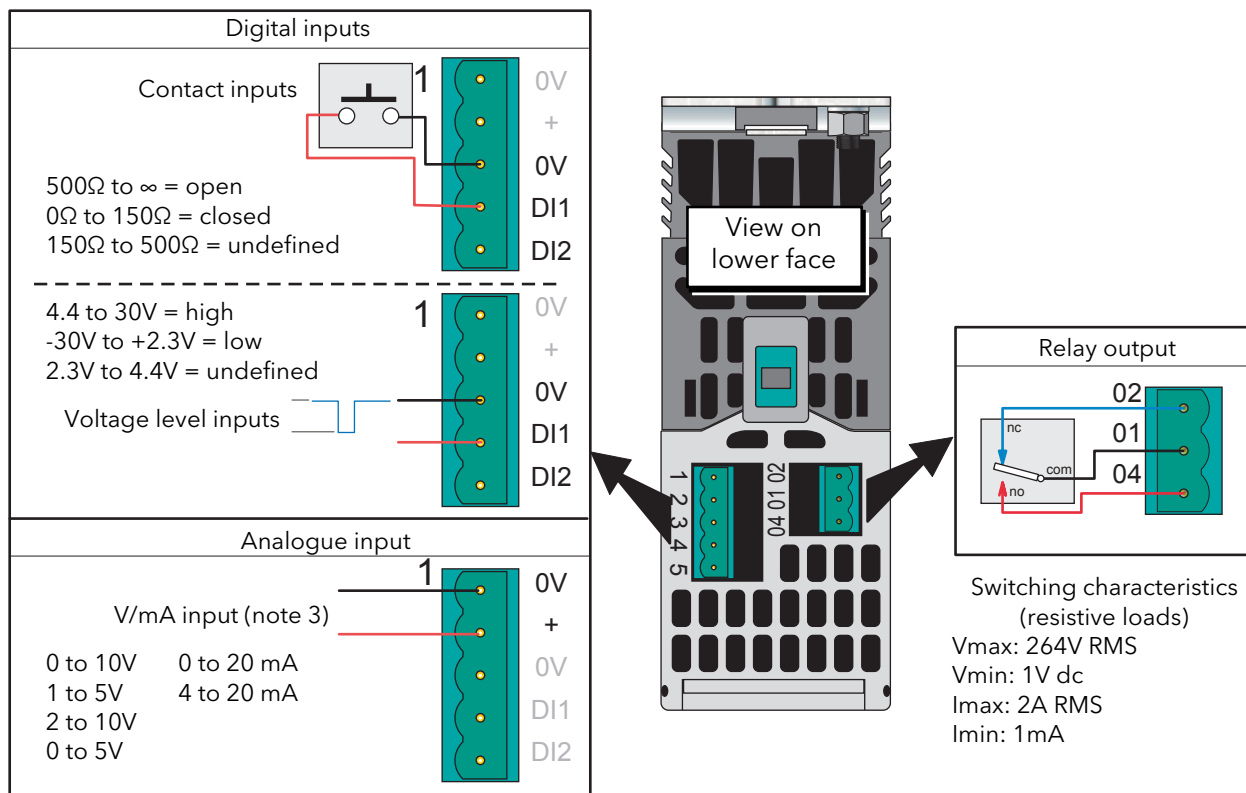 Digital inputs
Contact inputs
1
0V
+
0V
DI1
DI2
500Ω to ∞ = open
0Ω to 150Ω = closed
150Ω to 500Ω = undefined
4.4 to 30V = high
-30V to +2.3V = low
2.3V to 4.4V = undefined
Voltage level inputs
1
0V
+
0V
DI1
DI2
Analogue input
1
V/mA input (note 3)
0V
+
0V
DI1
DI2
0 to 10V 0 to 20 mA
1 to 5V 4 to 20 mA
2 to 10V
0 to 5V
View on
lower face
1
2
3
4
5
04 01 02
Relay output
02
01
04
nc
com
no
Switching characteristics
(resistive loads)
Vmax: 264V RMS
Vmin: 1V dc
Imax: 2A RMS
Imin: 1mA